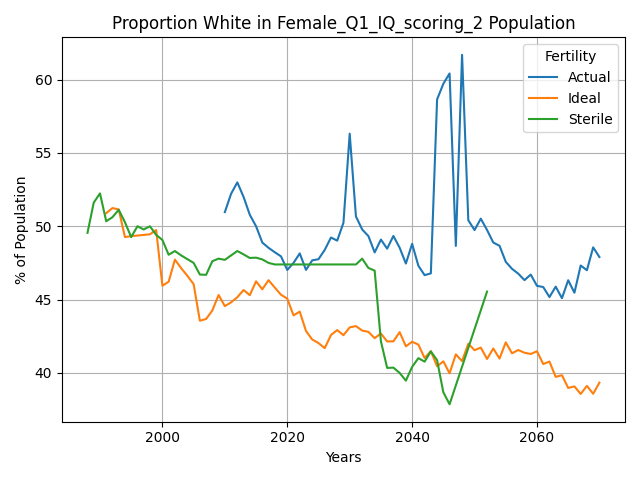 Proportion White in Female_Q1_IQ_scoring_2 Population
% of Population
60
55
50
45
40
Fertility
Actual
Ideal
Sterile
2000
2020
2040
2060
Years